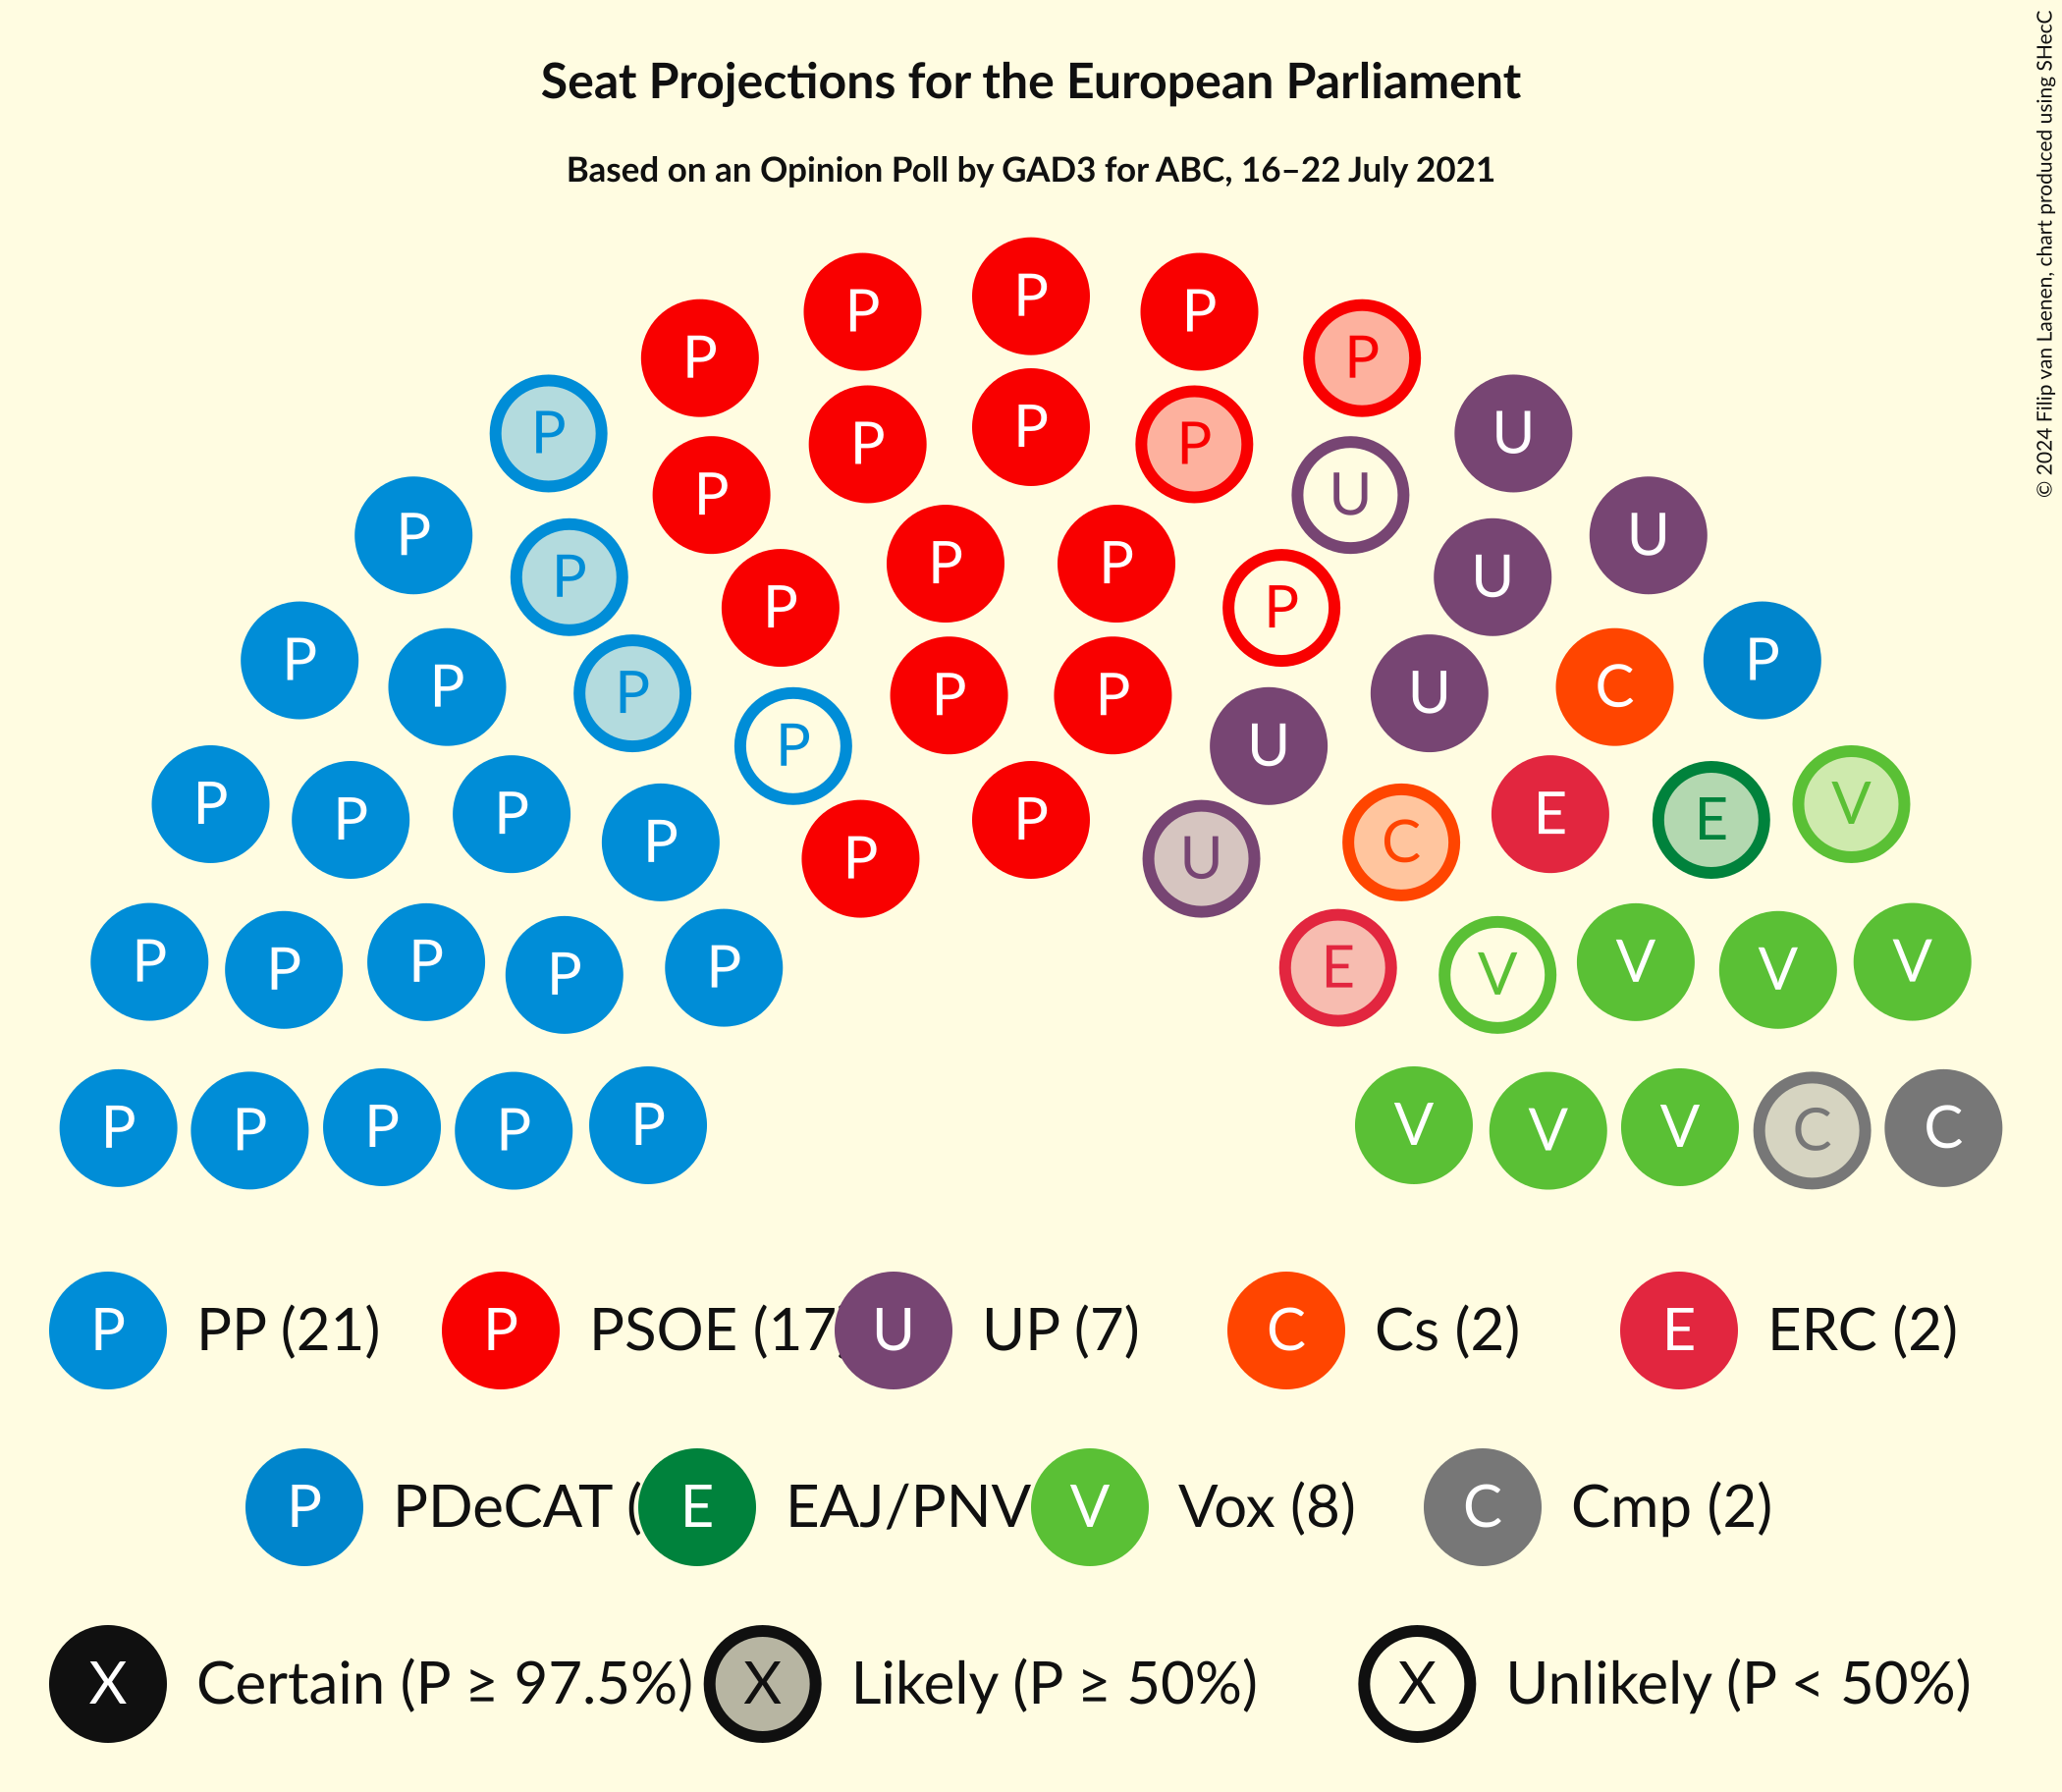 Seat Projections for the European Parliament
Based on an Opinion Poll by GAD3 for ABC, 16–22 July 2021
© 2024 Filip van Laenen, chart produced using SHecC
P P P
P P
P P P P U
P U
P P P U
P U
P P
P P
P P P U C
P U
P P P P E E V
P P U C
P P P P P E V V V V
P P P P P V V V C C
P PP (21) P PSOE (17 U UP (7) C Cs (2) E ERC (2)
P PDeCAT ( E EAJ/PNV V Vox (8) C Cmp (2)
X Certain (P ≥ 97.5%) X Likely (P ≥ 50%) X Unlikely (P < 50%)